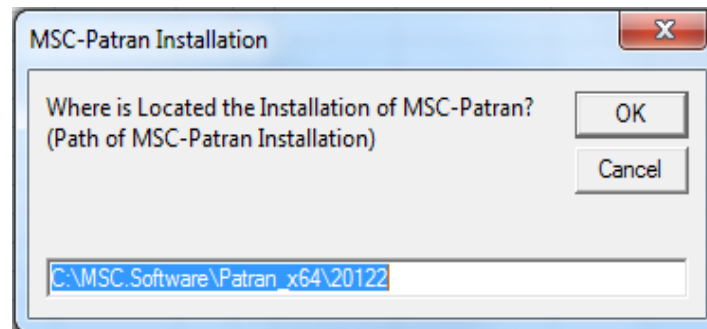 MSC-Patran Installation
Where is Located the Installation of MSC-Patran?
(Path of MSC-Patran Installation)
OK
Cancel
C:\MSC.Software\Patran_x64\20122